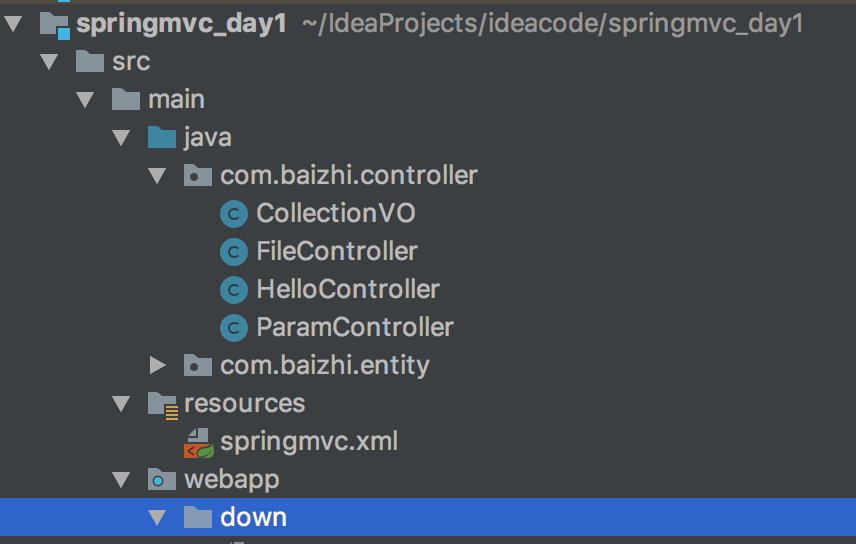 springmvc_day1 ~/IdeaProjects/ideacode/springmvc_day1
src
main
java
com.baizhi.controller
CollectionVO
FileController
HelloController
ParamController
com.baizhi.entity
resources
springmvc.xml
webapp
down